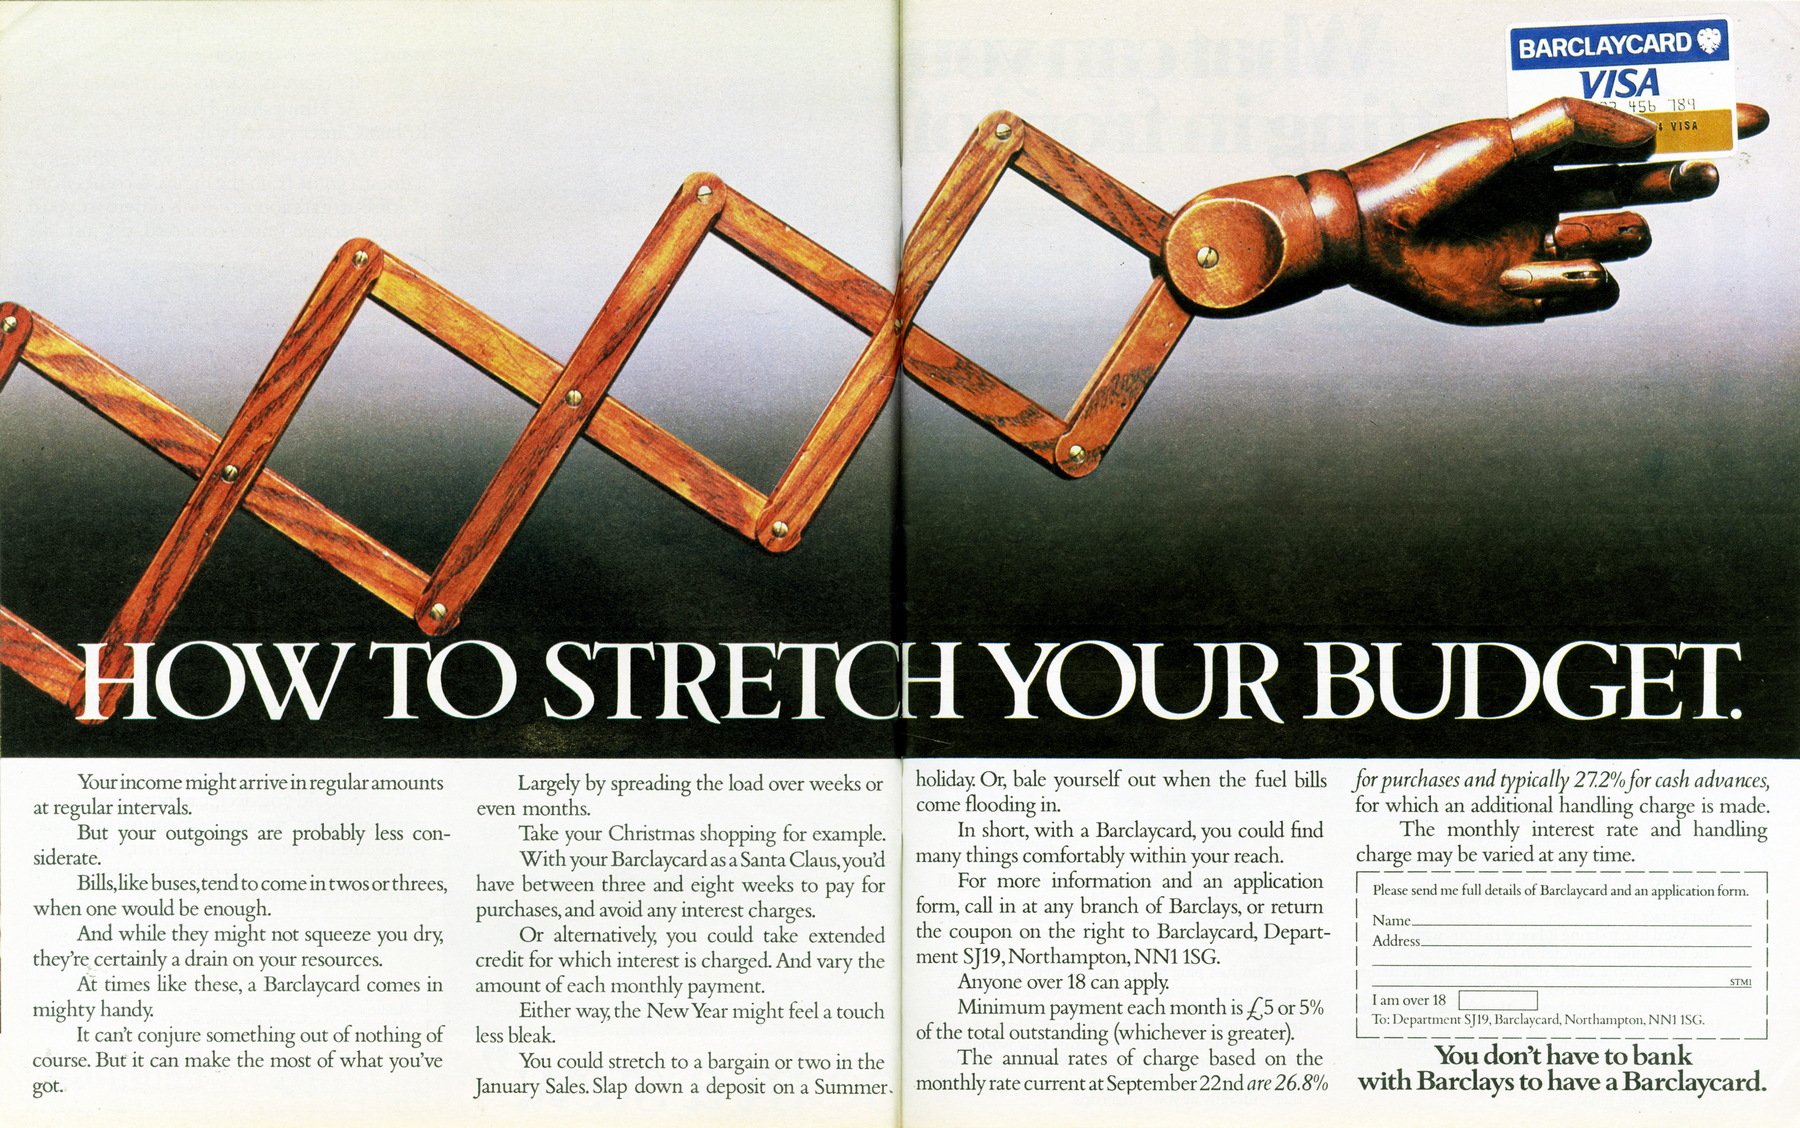 BARCLAYCARD
VISA
456 789
VISA
HOW TO STRETCH YOUR BUDGET.
Your income might arrive in regular amounts
at regular intervals.
But your outgoings are probably less con-
siderate.
Bills, like buses, tend to come in twos or threes,
when one would be enough.
And while they might not squeeze you dry,
they're certainly a drain on your resources.
At times like these, a Barclaycard comes in
mighty handy.
It can't conjure something out of nothing of
course. But it can make the most of what you've
got.
Largely by spreading the load over weeks or
even months.
Take your Christmas shopping for example.
With your Barclaycard as a Santa Claus, you'd
have between three and eight weeks to pay for
purchases, and avoid any interest charges.
Or alternatively, you could take extended
credit for which interest is charged. And vary the
amount of each monthly payment.
Either way, the New Year might feel a touch
less bleak.
You could stretch to a bargain or two in the
January Sales. Slap down a deposit on a Summer
holiday. Or, bale yourself out when the fuel bills
come flooding in.
In short, with a Barclaycard, you could find
many things comfortably within your reach.
For more information and an application
form, call in at any branch of Barclays, or return
the coupon on the right to Barclaycard, Depart-
ment SJ19, Northampton, NN1 1SG.
Anyone over 18 can apply.
Minimum payment each month is £5 or 5%
of the total outstanding (whichever is greater).
The annual rates of charge based on the
monthly rate current at September 22nd are 26.8%
for purchases and typically 27.2% for cash advances,
for which an additional handling charge is made.
The monthly interest rate and handling
charge may be varied at any time.
Please send me full details of Barclaycard and an application form.
Name
Address
STM1
I am over 18
To: Department SJ19, Barclaycard, Northampton, NN1 1SG.
You don't have to bank
with Barclays to have a Barclaycard.